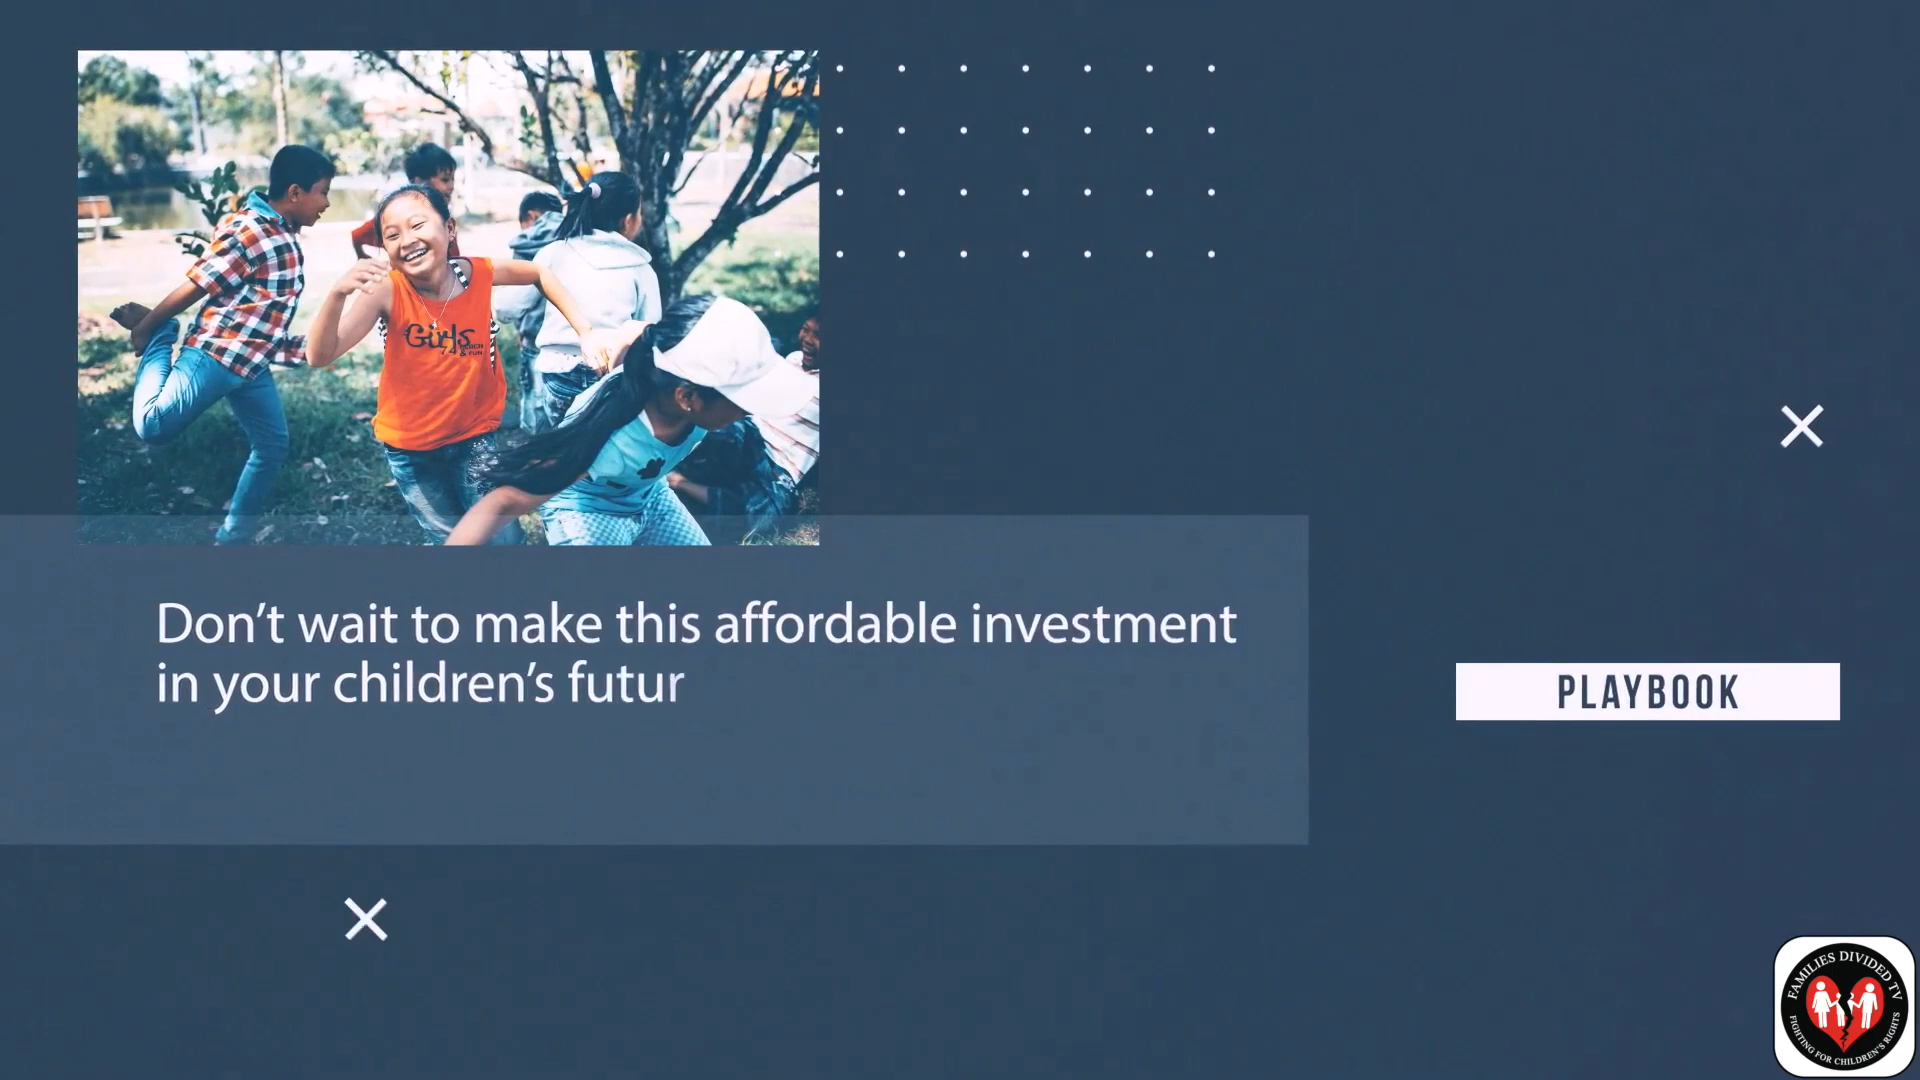 Girls
Don't wait to make this affordable investment
in your children's futur
PLAYBOOK
FAMILIES DIVIDED TV
FIGHTING FOR CHILDREN'S RIGHTS